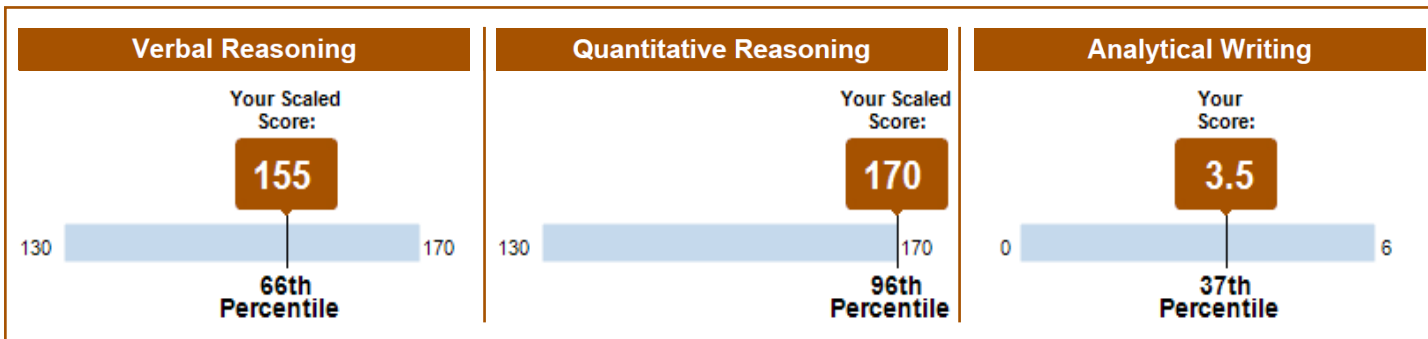 Verbal Reasoning
Your Scaled
Score:
155
130
170
66th
Percentile
Quantitative Reasoning
Your Scaled
Score:
170
130
170
96th
Percentile
Analytical Writing
Your
Score:
3.5
0
6
37th
Percentile